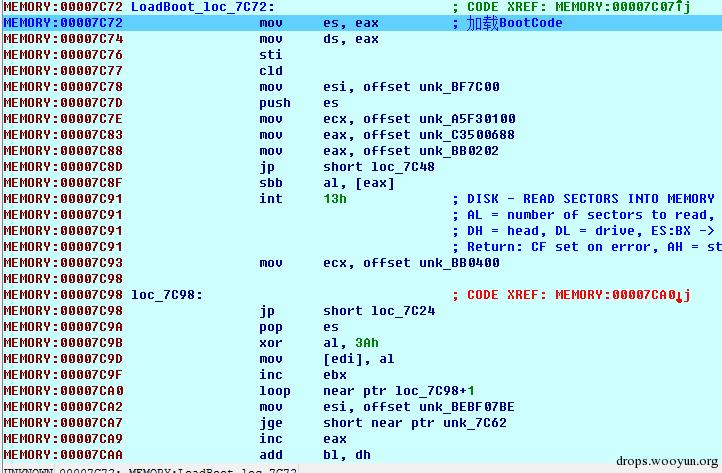 MEMORY:00007C72 LoadBoot_loc_7C72: ; CODE XREF: MEMORY:00007C07↑j
MEMORY:00007C72 mov es, eax ; 加载BootCode
MEMORY:00007C74 mov ds, eax
MEMORY:00007C76 sti
MEMORY:00007C77 cld
MEMORY:00007C78 mov esi, offset unk_BF7C00
MEMORY:00007C7D push es
MEMORY:00007C7E mov ecx, offset unk_A5F30100
MEMORY:00007C83 mov eax, offset unk_C3500688
MEMORY:00007C88 mov eax, offset unk_BB0202
MEMORY:00007C8D jp short loc_7C48
MEMORY:00007C8F sbb al, [eax]
MEMORY:00007C91 int 13h ; DISK - READ SECTORS INTO MEMORY
MEMORY:00007C91 ; AL = number of sectors to read,
MEMORY:00007C91 ; DH = head, DL = drive, ES:BX ->
MEMORY:00007C91 ; Return: CF set on error, AH = st
MEMORY:00007C93 mov ecx, offset unk_BB0400
MEMORY:00007C98
MEMORY:00007C98 loc_7C98: ; CODE XREF: MEMORY:00007CA0↓j
MEMORY:00007C98 jp short loc_7C24
MEMORY:00007C9A pop es
MEMORY:00007C9B xor al, 3Ah
MEMORY:00007C9D mov [edi], al
MEMORY:00007C9F inc ebx
MEMORY:00007CA0 loop near ptr loc_7C98+1
MEMORY:00007CA2 mov esi, offset unk_BEBF07BE
MEMORY:00007CA7 jge short near ptr unk_7C62
MEMORY:00007CA9 inc eax
MEMORY:00007CAA add bl, dh
drops.wooyun.org
UNKNOWN 00007C72: MEMORY:LoadBoot_loc_7C72